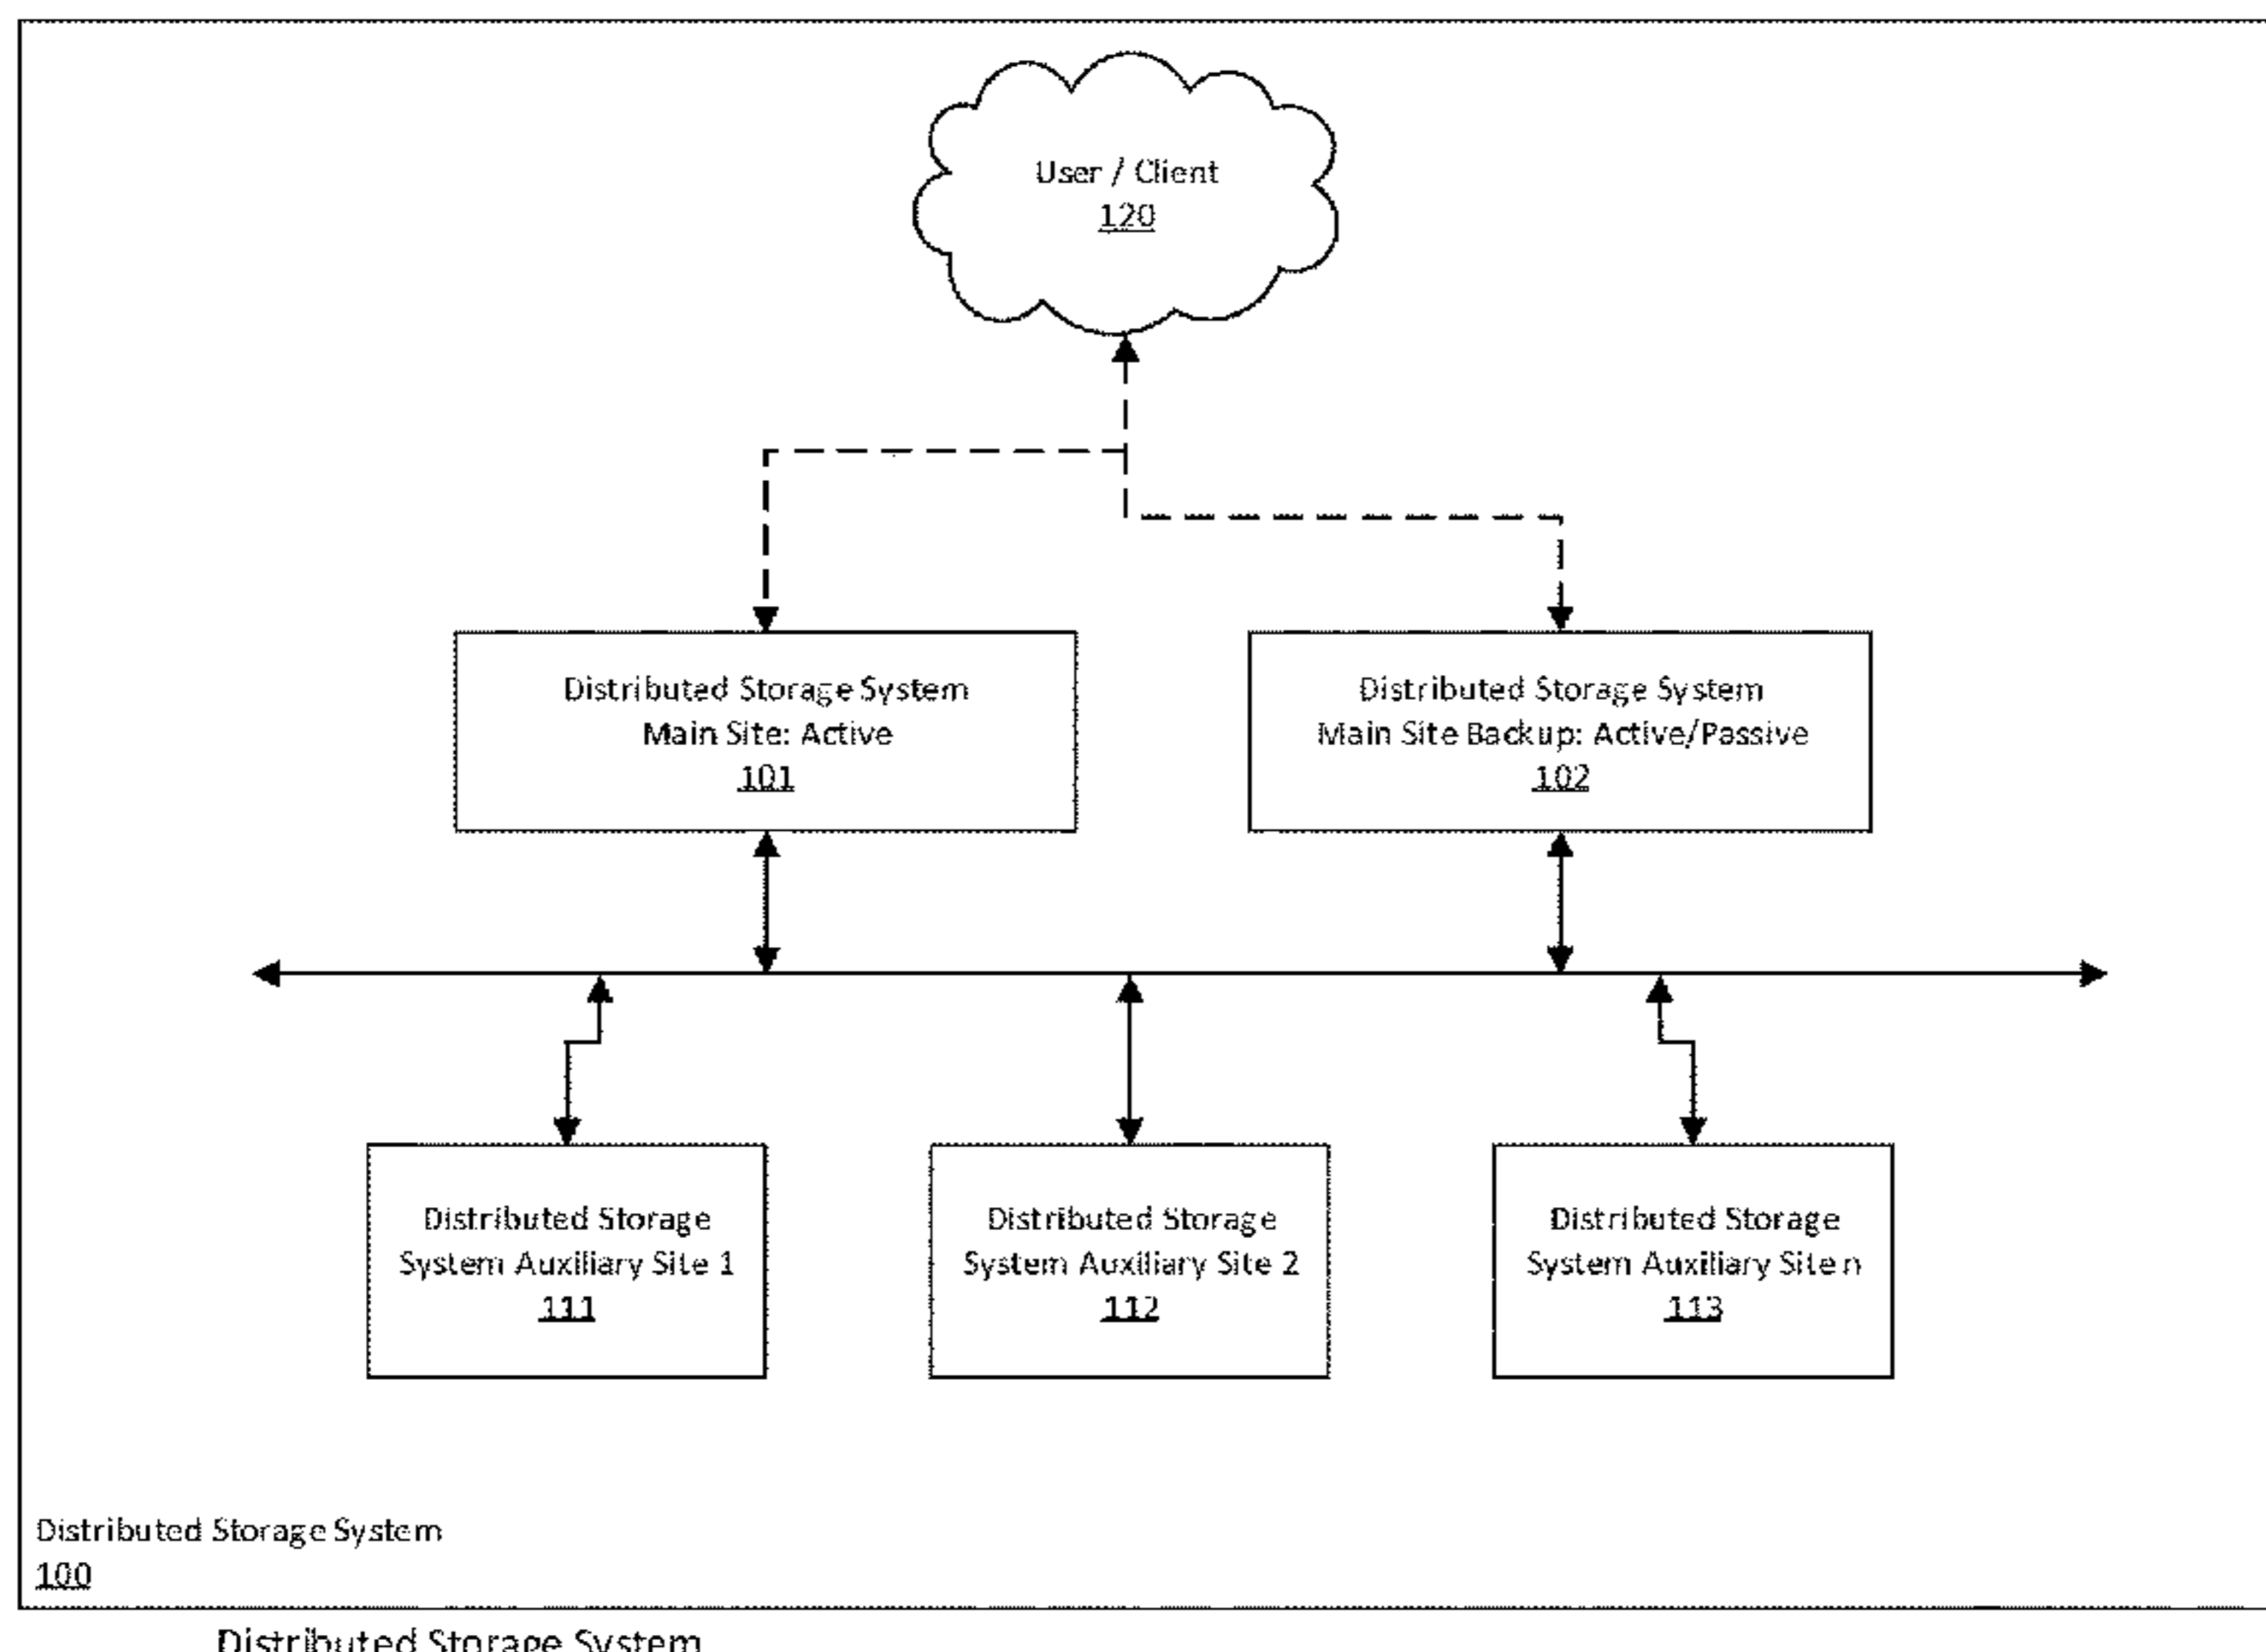 User / Client
120
Distributed Storage System
Main Site: Active
101
Distributed Storage System
Main Site Backup: Active/Passive
102
Distributed Storage
System Auxiliary Site 1
111
Distributed Storage
System Auxiliary Site 2
112
Distributed Storage
System Auxiliary Site n
113
Distributed Storage System
100
Distributed Storage System